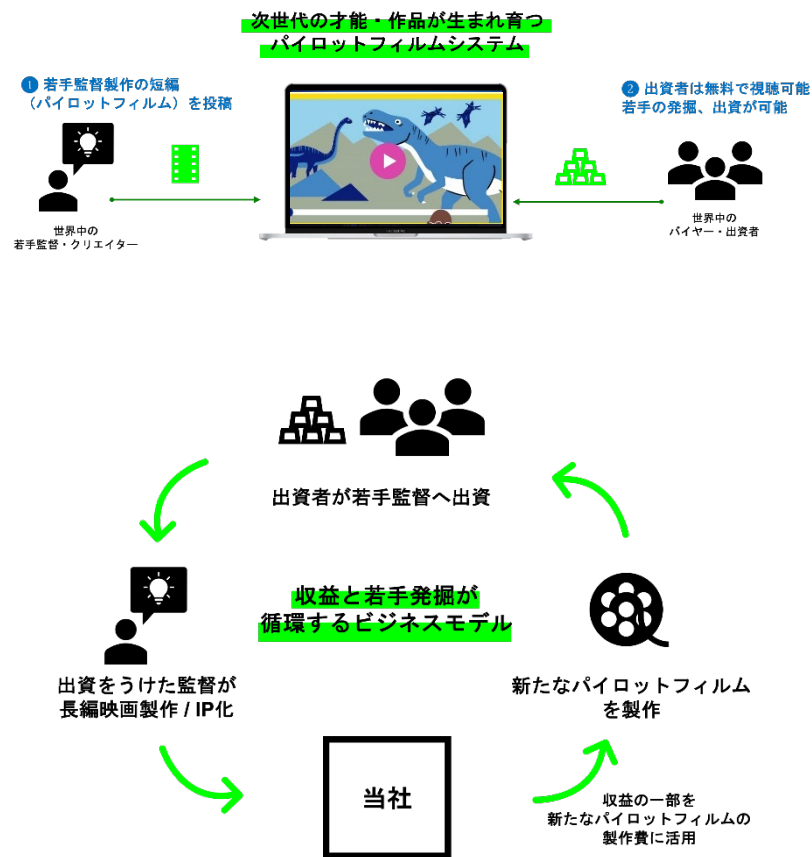 次世代の才能・作品が生まれ育つ
パイロットフィルムシステム
1 若手監督製作の短編
（パイロットフィルム）を投稿
2 出資者は無料で視聴可能
若手の発掘、出資が可能
世界中の
若手監督・クリエイター
世界中の
バイヤー・出資者
出資者が若手監督へ出資
収益と若手発掘が
循環するビジネスモデル
出資をうけた監督が
長編映画製作 / IP化
新たなパイロットフィルム
を製作
当社
収益の一部を
新たなパイロットフィルムの
製作費に活用